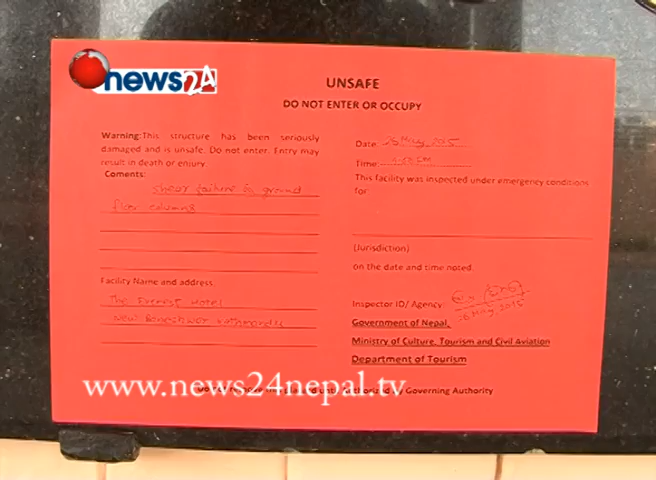 news24
UNSAFE
DO NOT ENTER OR OCCUPY
Warning:This structure has been seriously
damaged and is unsafe. Do not enter. Entry may
result in death or enjury.
Coments:
shear failure in ground
floor columns
Facility Name and address:
The Everest Hotel
New Baneshwor Kathmandu
Date: 26 May 2015
Time:
This facility was inspected under emergency conditions
for:
(Jurisdiction)
on the date and time noted
Inspector ID/ Agency:
26 May 2015
Government of Nepal,
Ministry of Culture, Tourism and Civil Aviation
Department of Tourism
by Governing Authority
www.news24nepal.tv